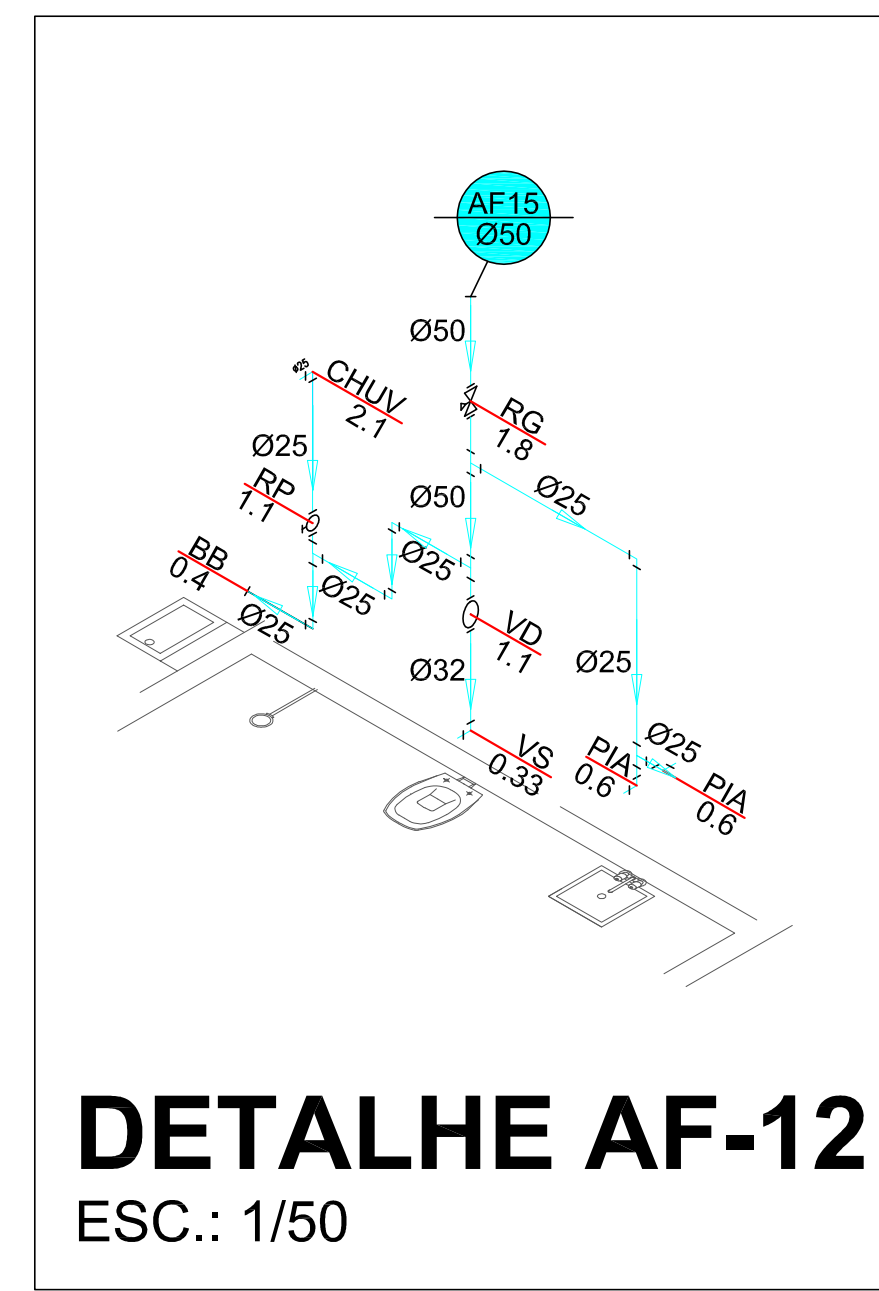 AF15
Ø50
Ø50
Ø25
CHUV
2.1
RG
1.8
Ø25
RP
1.1
Ø50
Ø25
BB
0.4
Ø25
Ø25
Ø25
VD
1.1
Ø32
Ø25
VS
0.33
PIA
0.6
Ø25
PIA
0.6
DETALHE AF-12
ESC.: 1/50